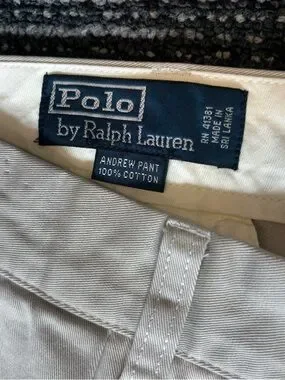 Polo
by Ralph Lauren
RN 41381
MADE IN
SRI LANKA
ANDREW PANT
100% COTTON